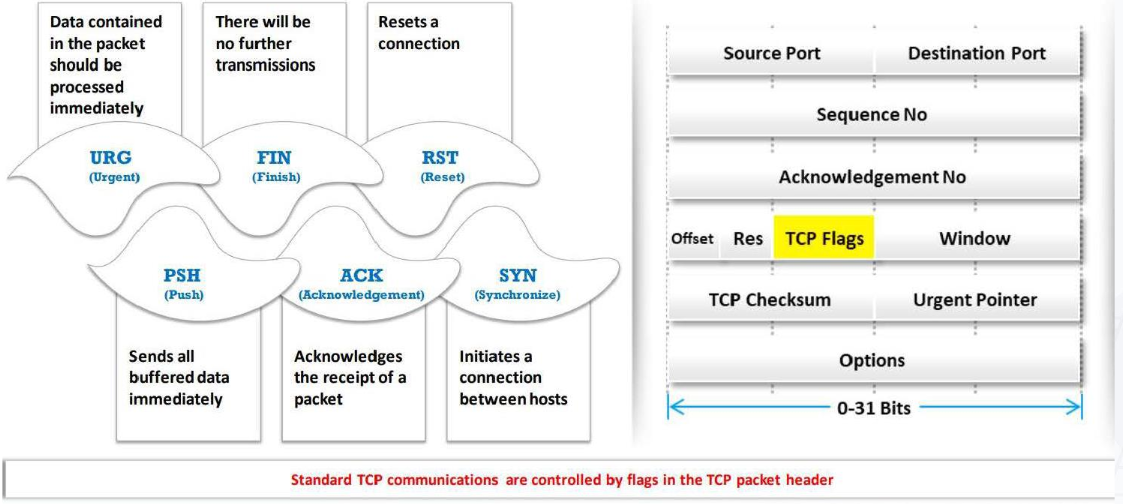 Data contained
in the packet
should be
processed
immediately
There will be
no further
transmissions
Resets a
connection
URG
(Urgent)
FIN
(Finish)
RST
(Reset)
PSH
(Push)
ACK
(Acknowledgement)
SYN
(Synchronize)
Sends all
buffered data
immediately
Acknowledges
the receipt of a
packet
Initiates a
connection
between hosts
Source Port
Destination Port
Sequence No
Acknowledgement No
Offset
Res
TCP Flags
Window
TCP Checksum
Urgent Pointer
Options
0-31 Bits
Standard TCP communications are controlled by flags in the TCP packet header